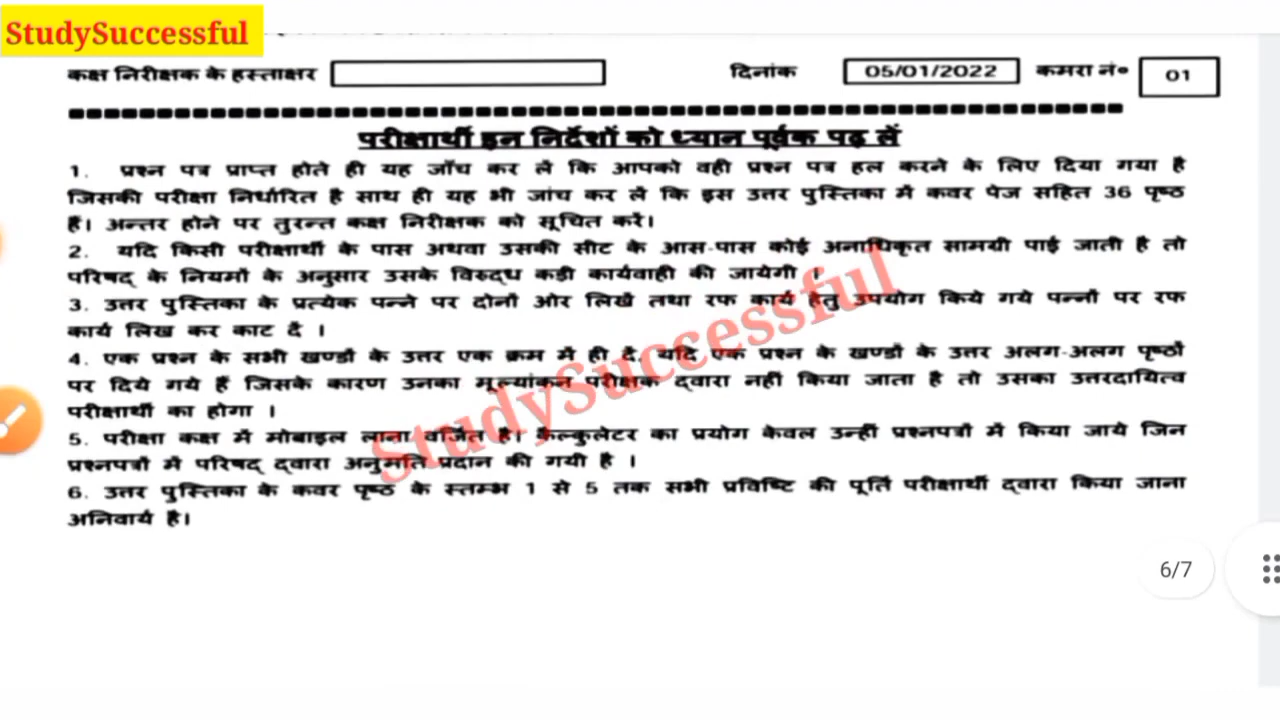 StudySuccessful
कक्ष निरीक्षक के हस्ताक्षर दिनांक 05/01/2022 कमरा नं० 01
परीक्षार्थी इन निर्देशों को ध्यान पूर्वक पढ़ लें
1. प्रश्न पत्र प्राप्त होते ही यह जाँच कर लें कि आपको वही प्रश्न पत्र हल करने के लिए दिया गया है
जिसकी परीक्षा निर्धारित है साथ ही यह भी जांच कर लें कि इस उत्तर पुस्तिका में कवर पेज सहित 36 पृष्ठ
हैं। अन्तर होने पर तुरन्त कक्ष निरीक्षक को सूचित करें।
2. यदि किसी परीक्षार्थी के पास अथवा उसकी सीट के आस-पास कोई अनाधिकृत सामग्री पाई जाती है तो
परिषद् के नियमों के अनुसार उसके विरुद्ध कड़ी कार्यवाही की जायेगी ।
3. उत्तर पुस्तिका के प्रत्येक पन्ने पर दोनों ओर लिखें तथा रफ कार्य हेतु उपयोग किये गये पन्नों पर रफ
कार्य लिख कर काट दें ।
4. एक प्रश्न के सभी खण्डों के उत्तर एक क्रम में ही दें. यदि एक प्रश्न के खण्डों के उत्तर अलग-अलग पृष्ठों
पर दिये गये हैं जिसके कारण उनका मूल्यांकन परीक्षक द्वारा नहीं किया जाता है तो उसका उत्तरदायित्व
परीक्षार्थी का होगा ।
5. परीक्षा कक्ष में मोबाइल लाना वर्जित है। कैल्कुलेटर का प्रयोग केवल उन्हीं प्रश्नपत्रों में किया जाये जिन
प्रश्नपत्रों में परिषद् द्वारा अनुमति प्रदान की गयी है ।
6. उत्तर पुस्तिका के कवर पृष्ठ के स्तम्भ 1 से 5 तक सभी प्रविष्टि की पूर्ति परीक्षार्थी द्वारा किया जाना
अनिवार्य है।
StudySuccessful
6/7